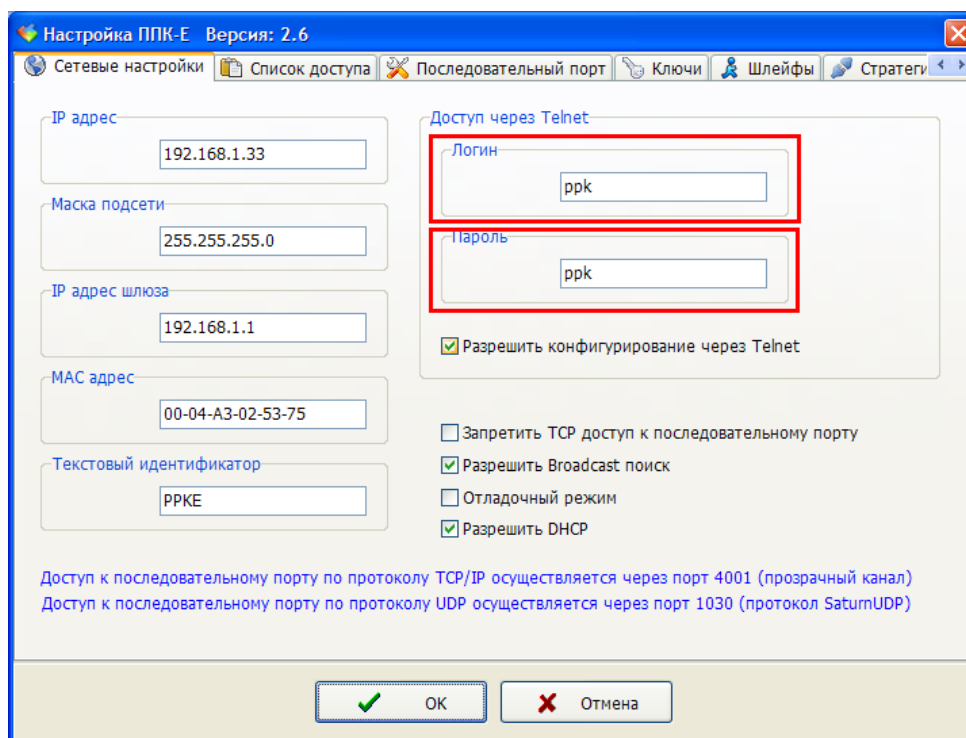 Настройка ППК-Е Версия: 2.6
Сетевые настройки
Список доступа
Последовательный порт
Ключи
Шлейфы
Стратеги
IP адрес
192.168.1.33
Маска подсети
255.255.255.0
IP адрес шлюза
192.168.1.1
МАС адрес
00-04-A3-02-53-75
Текстовый идентификатор
PPKE
Доступ через Telnet
Логин
ppk
Пароль
ppk
Разрешить конфигурирование через Telnet
Запретить TCP доступ к последовательному порту
Разрешить Broadcast поиск
Отладочный режим
Разрешить DHCP
Доступ к последовательному порту по протоколу TCP/IP осуществляется через порт 4001 (прозрачный канал)
Доступ к последовательному порту по протоколу UDP осуществляется через порт 1030 (протокол SaturnUDP)
OK
Отмена